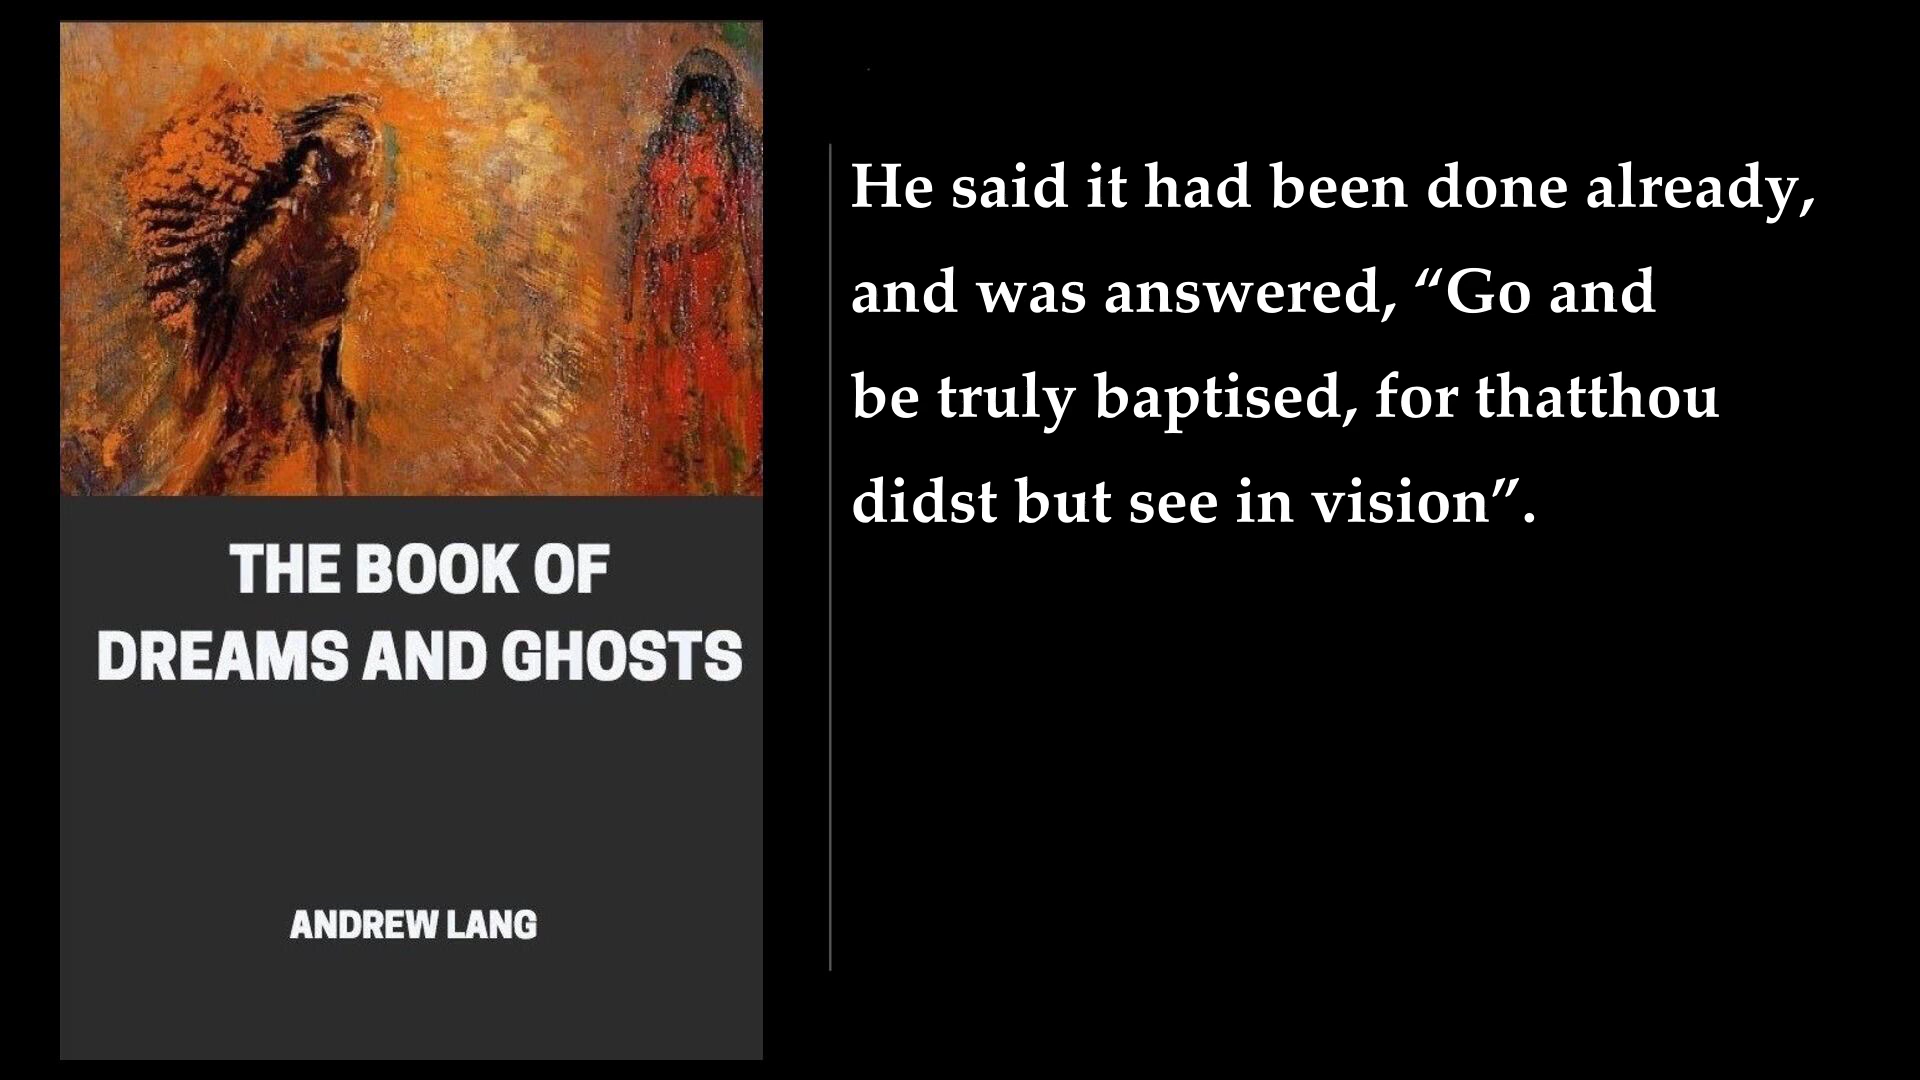 THE BOOK OF
DREAMS AND GHOSTS
ANDREW LANG
He said it had been done already,
and was answered, “Go and
be truly baptised, for thatthou
didst but see in vision”.